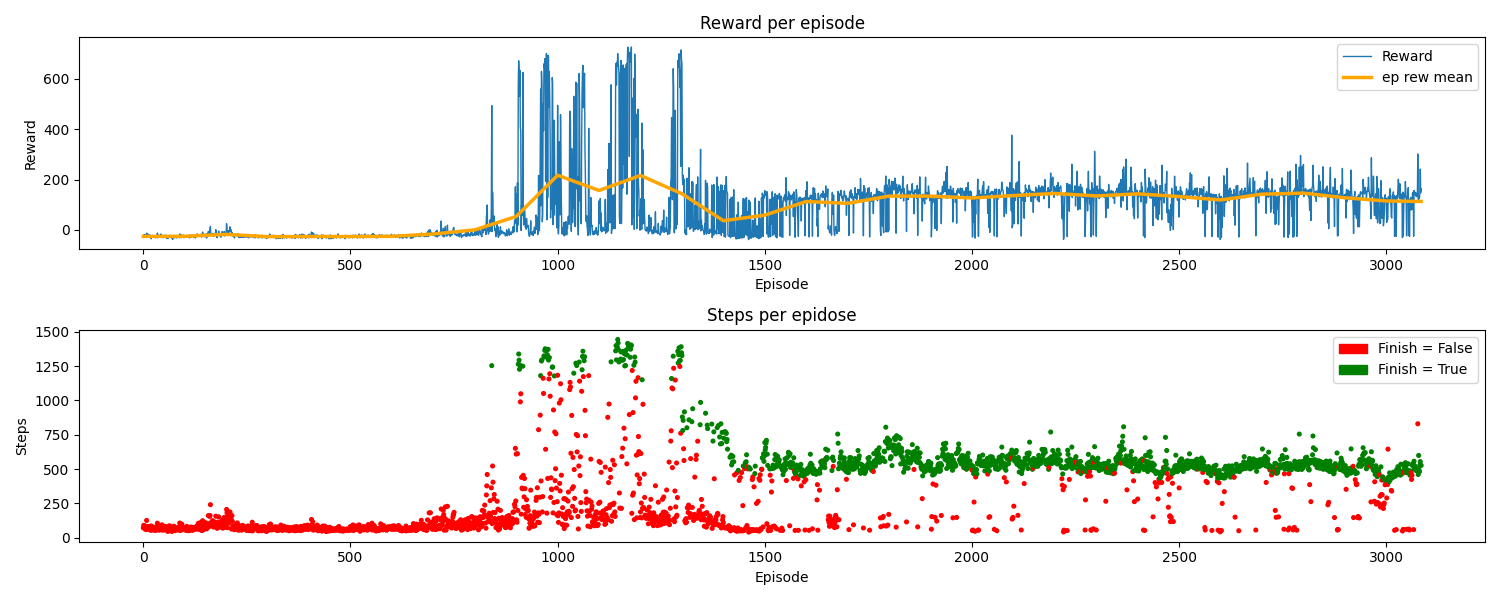 Reward per episode
Reward
ep rew mean
600
400
200
0
Reward
0
500
1000
1500
2000
2500
3000
Episode
Steps per epidose
Finish = False
Finish = True
1500
1250
1000
750
500
250
0
Steps
0
500
1000
1500
2000
2500
3000
Episode